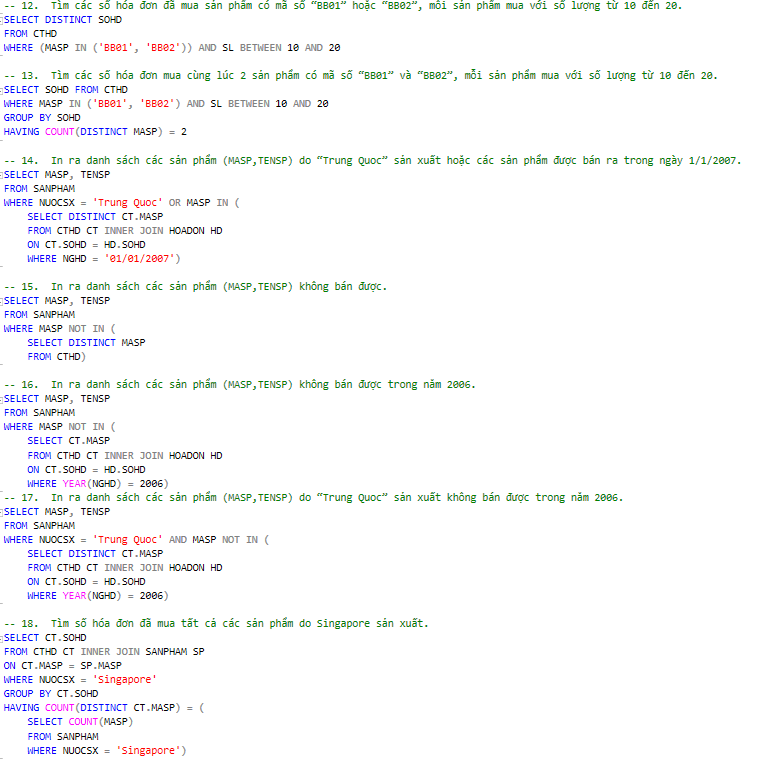 -- 12.  Tìm các số hóa đơn đã mua sản phẩm có mã số “BB01” hoặc “BB02”, mỗi sản phẩm mua với số lượng từ 10 đến 20.
SELECT DISTINCT SOHD
FROM CTHD
WHERE (MASP IN ('BB01', 'BB02')) AND SL BETWEEN 10 AND 20
-- 13.  Tìm các số hóa đơn mua cùng lúc 2 sản phẩm có mã số “BB01” và “BB02”, mỗi sản phẩm mua với số lượng từ 10 đến 20.
SELECT SOHD FROM CTHD
WHERE MASP IN ('BB01', 'BB02') AND SL BETWEEN 10 AND 20
GROUP BY SOHD
HAVING COUNT(DISTINCT MASP) = 2
-- 14.  In ra danh sách các sản phẩm (MASP,TENSP) do “Trung Quoc” sản xuất hoặc các sản phẩm được bán ra trong ngày 1/1/2007.
SELECT MASP, TENSP
FROM SANPHAM
WHERE NUOCSX = 'Trung Quoc' OR MASP IN (
    SELECT DISTINCT CT.MASP
    FROM CTHD CT INNER JOIN HOADON HD
    ON CT.SOHD = HD.SOHD
    WHERE NGHD = '01/01/2007')
-- 15.  In ra danh sách các sản phẩm (MASP,TENSP) không bán được.
SELECT MASP, TENSP
FROM SANPHAM
WHERE MASP NOT IN (
    SELECT DISTINCT MASP
    FROM CTHD)
-- 16.  In ra danh sách các sản phẩm (MASP,TENSP) không bán được trong năm 2006.
SELECT MASP, TENSP
FROM SANPHAM
WHERE MASP NOT IN (
    SELECT CT.MASP
    FROM CTHD CT INNER JOIN HOADON HD
    ON CT.SOHD = HD.SOHD
    WHERE YEAR(NGHD) = 2006)
-- 17.  In ra danh sách các sản phẩm (MASP,TENSP) do “Trung Quoc” sản xuất không bán được trong năm 2006.
SELECT MASP, TENSP
FROM SANPHAM
WHERE NUOCSX = 'Trung Quoc' AND MASP NOT IN (
    SELECT DISTINCT CT.MASP
    FROM CTHD CT INNER JOIN HOADON HD
    ON CT.SOHD = HD.SOHD
    WHERE YEAR(NGHD) = 2006)
-- 18.  Tìm số hóa đơn đã mua tất cả các sản phẩm do Singapore sản xuất.
SELECT CT.SOHD
FROM CTHD CT INNER JOIN SANPHAM SP
ON CT.MASP = SP.MASP
WHERE NUOCSX = 'Singapore'
GROUP BY CT.SOHD
HAVING COUNT(DISTINCT CT.MASP) = (
    SELECT COUNT(MASP)
    FROM SANPHAM
    WHERE NUOCSX = 'Singapore')